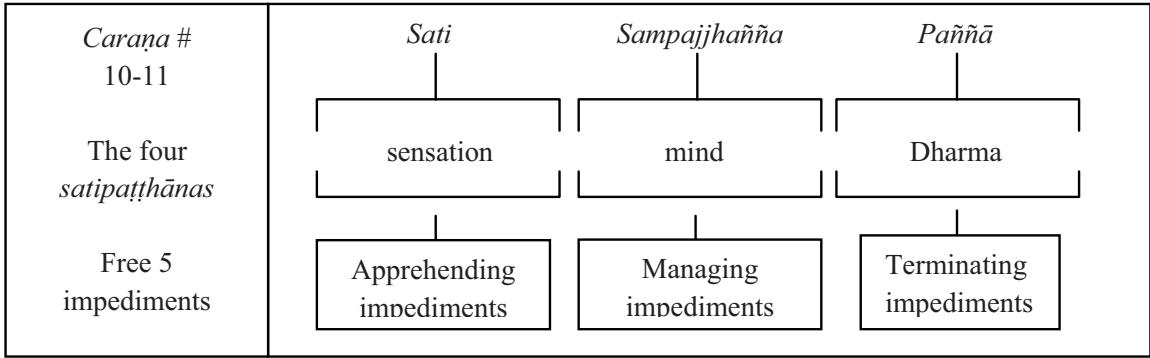 Caraṇa #
10-11
The four
satipaṭṭhānas
Free 5
impediments
Sati
Sampajjhañña
Paññā
sensation
mind
Dharma
Apprehending
impediments
Managing
impediments
Terminating
impediments